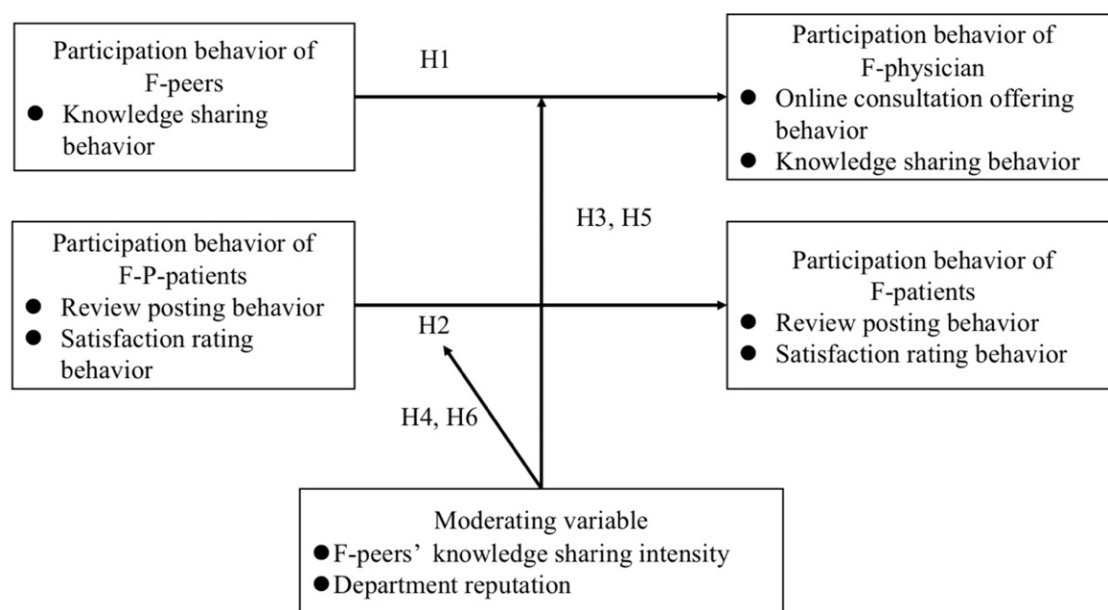 Participation behavior of
F-peers
● Knowledge sharing
behavior
H1
Participation behavior of
F-physician
● Online consultation offering
behavior
● Knowledge sharing behavior
H3, H5
Participation behavior of
F-P-patients
● Review posting behavior
● Satisfaction rating
behavior
H2
Participation behavior of
F-patients
● Review posting behavior
● Satisfaction rating behavior
H4, H6
Moderating variable
●F-peers’ knowledge sharing intensity
●Department reputation